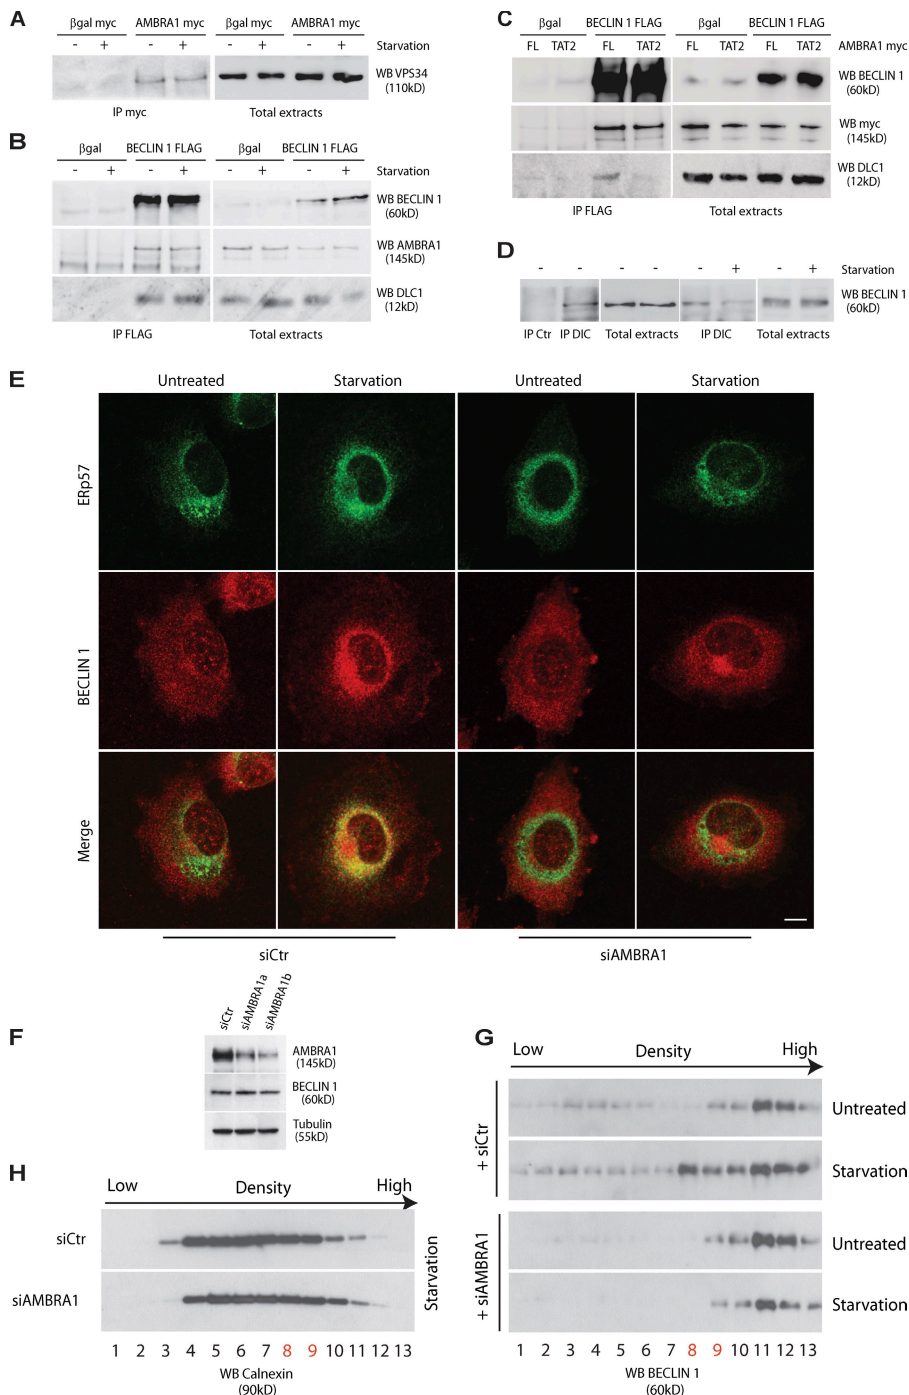 A
βgal myc AMBRA1 myc βgal myc AMBRA1 myc
- + - + - + - + Starvation
WB VPS34
(110kD)
IP myc Total extracts
B
βgal BECLIN 1 FLAG βgal BECLIN 1 FLAG
- + - + - + - + Starvation
WB BECLIN 1
(60kD)
WB AMBRA1
(145kD)
WB DLC1
(12kD)
IP FLAG Total extracts
C
βgal BECLIN 1 FLAG βgal BECLIN 1 FLAG
FL TAT2 FL TAT2 FL TAT2 FL TAT2 AMBRA1 myc
WB BECLIN 1
(60kD)
WB myc
(145kD)
WB DLC1
(12kD)
IP FLAG Total extracts
D
- - - - - + - + Starvation
WB BECLIN 1
(60kD)
IP Ctr IP DIC Total extracts IP DIC Total extracts
E
Untreated Starvation Untreated Starvation
ERp57
BECLIN 1
Merge
siCtr siAMBRA1
F
siCtr siAMBRA1a siAMBRA1b
AMBRA1
(145kD)
BECLIN 1
(60kD)
Tubulin
(55kD)
G
Low Density High
+ siCtr
Untreated
Starvation
+ siAMBRA1
Untreated
Starvation
1 2 3 4 5 6 7 8 9 10 11 12 13
WB BECLIN 1
(60kD)
H
Low Density High
siCtr
siAMBRA1
Starvation
1 2 3 4 5 6 7 8 9 10 11 12 13
WB Calnexin
(90kD)